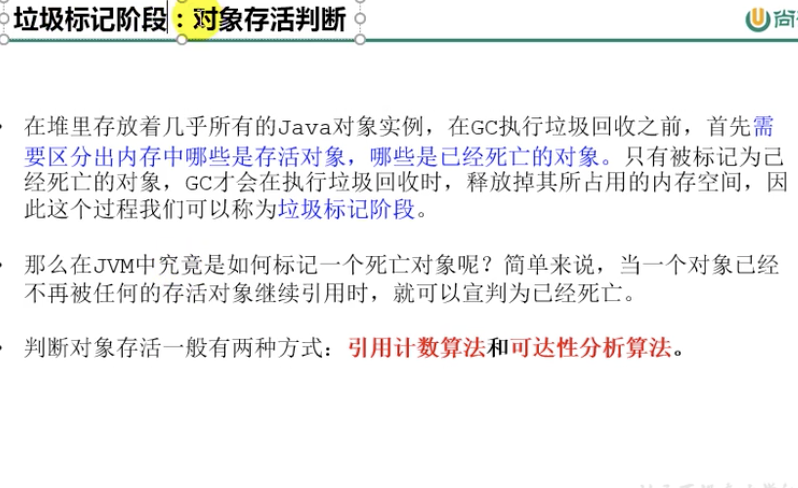 垃圾标记阶段：对象存活判断
尚
• 在堆里存放着几乎所有的Java对象实例，在GC执行垃圾回收之前，首先需
要区分出内存中哪些是存活对象，哪些是已经死亡的对象。只有被标记为己
经死亡的对象，GC才会在执行垃圾回收时，释放掉其所占用的内存空间，因
此这个过程我们可以称为垃圾标记阶段。
• 那么在JVM中究竟是如何标记一个死亡对象呢？简单来说，当一个对象已经
不再被任何的存活对象继续引用时，就可以宣判为已经死亡。
• 判断对象存活一般有两种方式：引用计数算法和可达性分析算法。